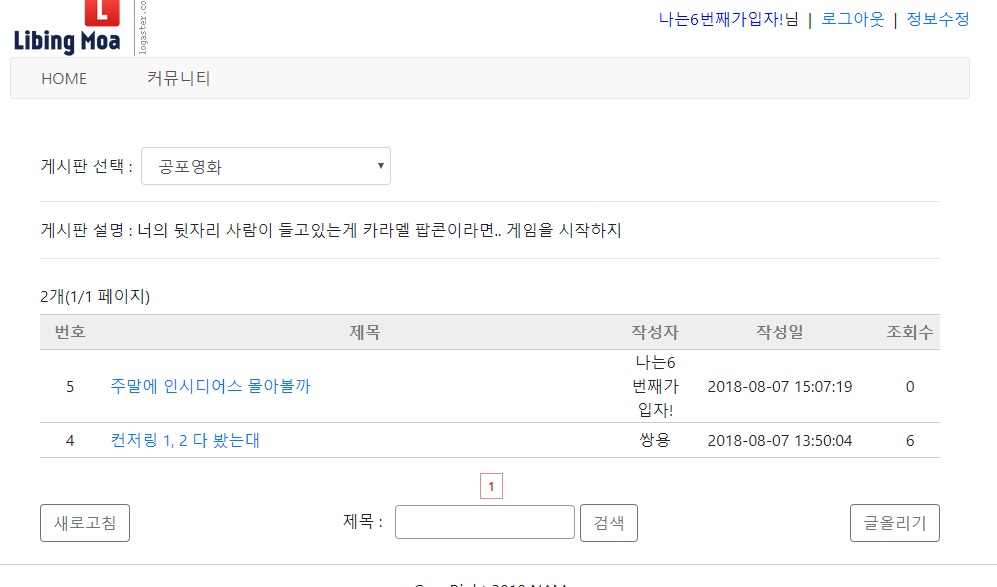 L
Libing Moa
logaster.co
나는6번째가입자!님 | 로그아웃 | 정보수정
HOME 커뮤니티
게시판 선택 : 공포영화
게시판 설명 : 너의 뒷자리 사람이 들고있는게 카라멜 팝콘이라면.. 게임을 시작하지
2개(1/1 페이지)
번호 제목 작성자 작성일 조회수
5 주말에 인시디어스 몰아볼까 나는6
번째가
입자! 2018-08-07 15:07:19 0
4 컨저링 1, 2 다 봤는대 쌍용 2018-08-07 13:50:04 6
1
새로고침 제목 : 검색 글올리기